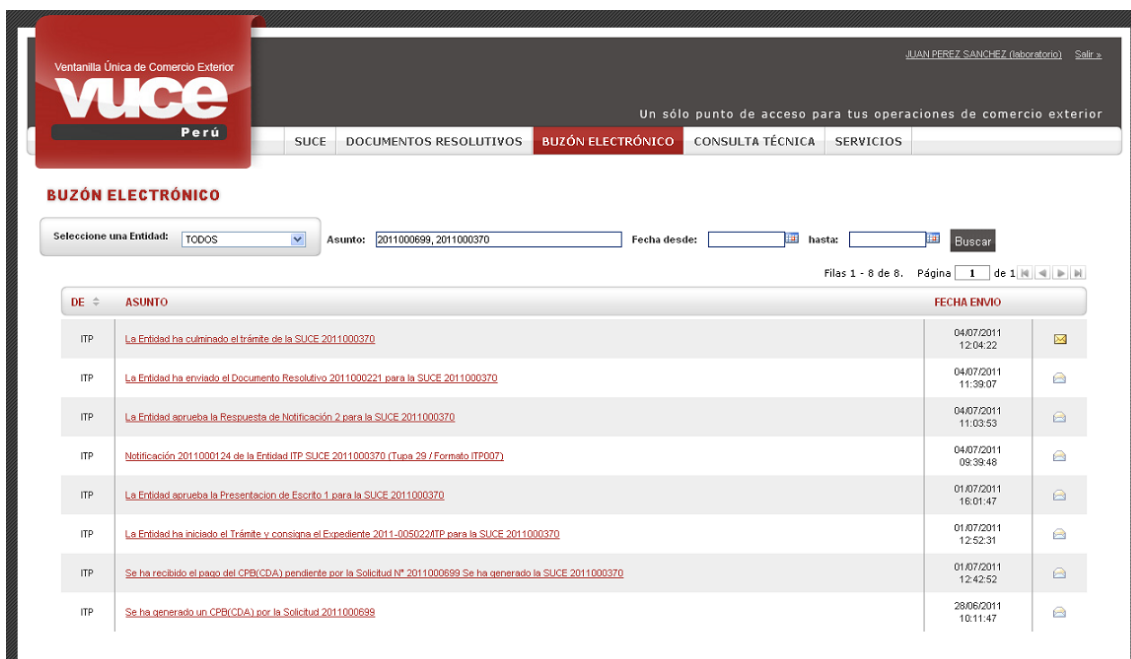 JUAN PEREZ SANCHEZ (laboratorio) Salir »
Ventanilla Única de Comercio Exterior
vuce
Perú
Un sólo punto de acceso para tus operaciones de comercio exterior
SUCE DOCUMENTOS RESOLUTIVOS BUZÓN ELECTRÓNICO CONSULTA TÉCNICA SERVICIOS
BUZÓN ELECTRÓNICO
Seleccione una Entidad: TODOS Asunto: 2011000699, 2011000370 Fecha desde: hasta: Buscar
Filas 1 - 8 de 8. Página 1 de 1
DE ASUNTO FECHA ENVIO
ITP La Entidad ha culminado el trámite de la SUCE 2011000370 04/07/2011 12:04:22
ITP La Entidad ha enviado el Documento Resolutivo 2011000221 para la SUCE 2011000370 04/07/2011 11:39:07
ITP La Entidad aprueba la Respuesta de Notificación 2 para la SUCE 2011000370 04/07/2011 11:03:53
ITP Notificación 2011000124 de la Entidad ITP SUCE 2011000370 (Tupa 29 / Formato ITP007) 04/07/2011 09:39:48
ITP La Entidad aprueba la Presentacion de Escrito 1 para la SUCE 2011000370 01/07/2011 16:01:47
ITP La Entidad ha iniciado el Trámite y consigna el Expediente 2011-005022/ITP para la SUCE 2011000370 01/07/2011 12:52:31
ITP Se ha recibido el pago del CPB(CDA) pendiente por la Solicitud N° 2011000699 Se ha generado la SUCE 2011000370 01/07/2011 12:42:52
ITP Se ha generado un CPB(CDA) por la Solicitud 2011000699 28/06/2011 10:11:47